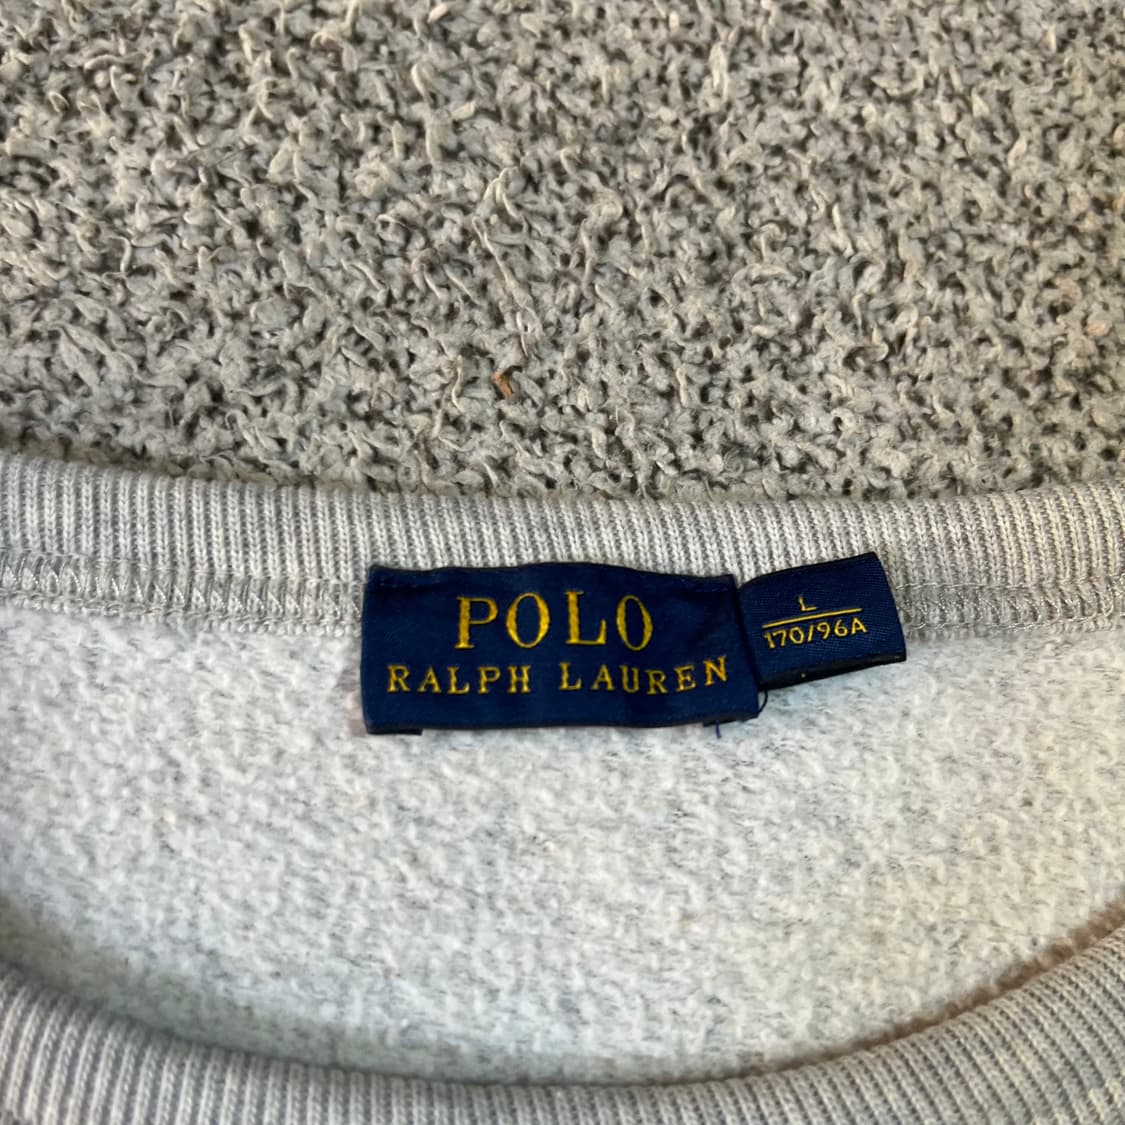 POLO
RALPH LAUREN
L
170/96A